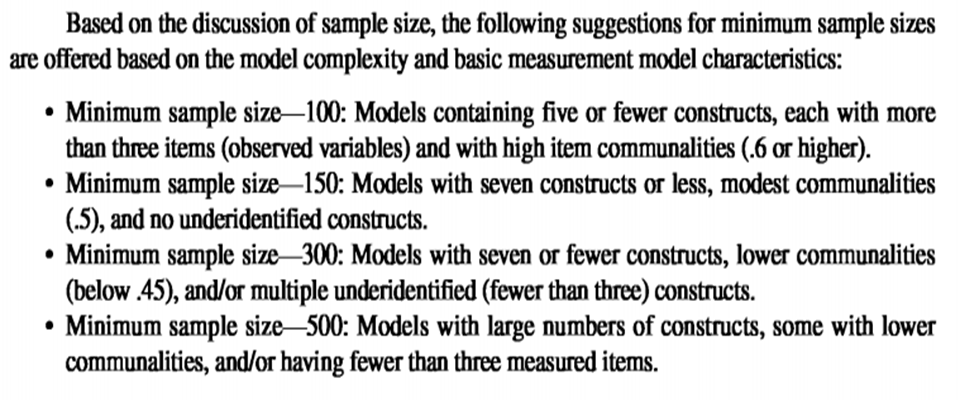 Based on the discussion of sample size, the following suggestions for minimum sample sizes
are offered based on the model complexity and basic measurement model characteristics:
• Minimum sample size—100: Models containing five or fewer constructs, each with more
than three items (observed variables) and with high item communalities (.6 or higher).
• Minimum sample size—150: Models with seven constructs or less, modest communalities
(.5), and no underidentified constructs.
• Minimum sample size—300: Models with seven or fewer constructs, lower communalities
(below .45), and/or multiple underidentified (fewer than three) constructs.
• Minimum sample size—500: Models with large numbers of constructs, some with lower
communalities, and/or having fewer than three measured items.